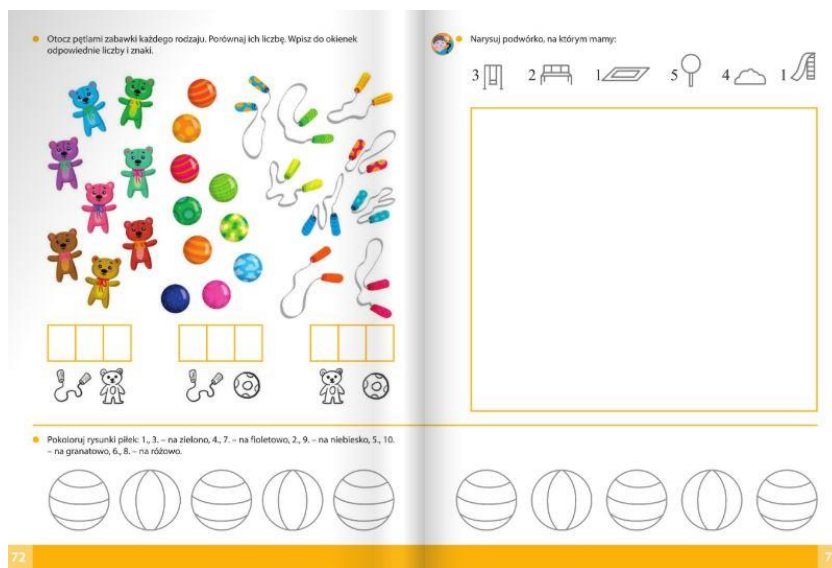 Otocz pętlami zabawki każdego rodzaju. Porównaj ich liczbę. Wpisz do okienek
odpowiednie liczby i znaki.
Pokoloruj rysunki piłek: 1., 3. – na zielono, 4., 7. – na fioletowo, 2., 9. – na niebiesko, 5., 10.
– na granatowo, 6., 8. – na różowo.
72
Narysuj podwórko, na którym mamy:
3 2 1 5 4 1
7